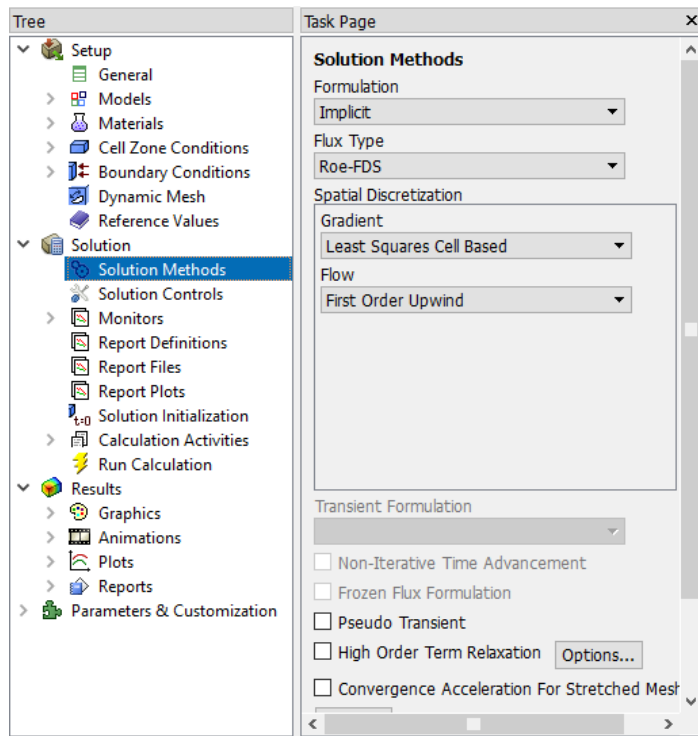 Tree
Setup
General
Models
Materials
Cell Zone Conditions
Boundary Conditions
Dynamic Mesh
Reference Values
Solution
Solution Methods
Solution Controls
Monitors
Report Definitions
Report Files
Report Plots
t=0 Solution Initialization
Calculation Activities
Run Calculation
Results
Graphics
Animations
Plots
Reports
Parameters & Customization
Task Page
Solution Methods
Formulation
Implicit
Flux Type
Roe-FDS
Spatial Discretization
Gradient
Least Squares Cell Based
Flow
First Order Upwind
Transient Formulation
Non-Iterative Time Advancement
Frozen Flux Formulation
Pseudo Transient
High Order Term Relaxation Options...
Convergence Acceleration For Stretched Mesh